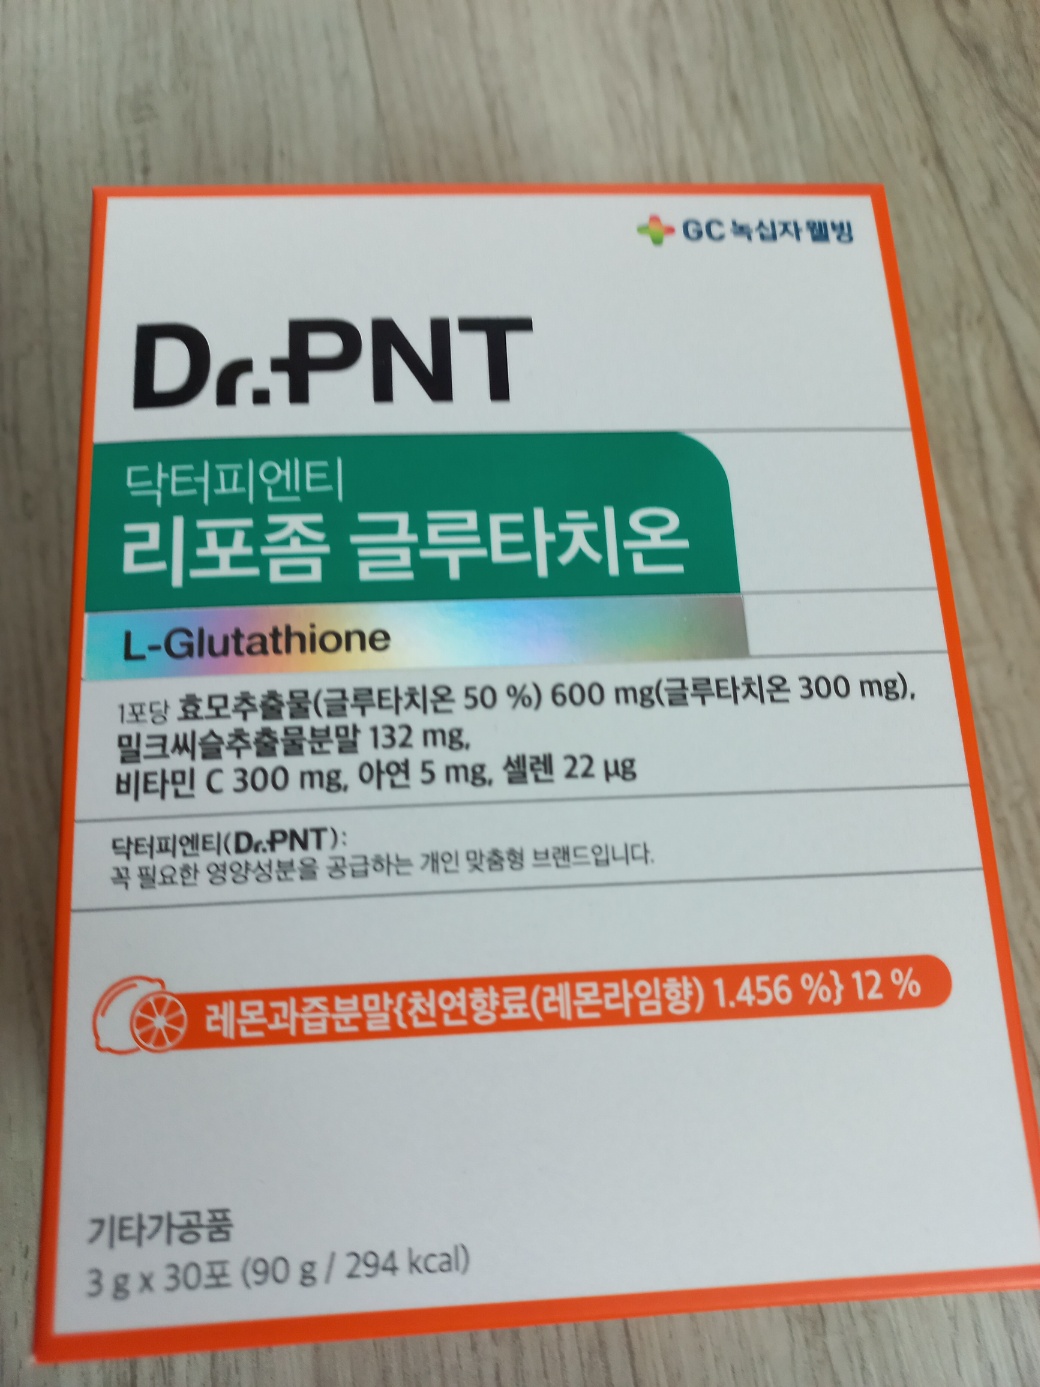 GC 녹십자웰빙
Dr.PNT
닥터피엔티
리포좀 글루타치온
L-Glutathione
1포당 효모추출물(글루타치온 50 %) 600 mg(글루타치온 300 mg),
밀크씨슬추출물분말 132 mg,
비타민 C 300 mg, 아연 5 mg, 셀렌 22 µg
닥터피엔티(Dr.PNT):
꼭 필요한 영양성분을 공급하는 개인 맞춤형 브랜드입니다.
레몬과즙분말{천연향료(레몬라임향) 1.456 %} 12 %
기타가공품
3 g x 30포 (90 g / 294 kcal)